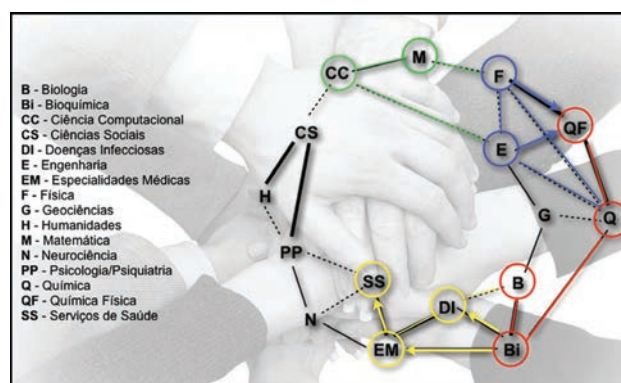 B - Biologia
Bi - Bioquímica
CC - Ciência Computacional
CS - Ciências Sociais
DI - Doenças Infecciosas
E - Engenharia
EM - Especialidades Médicas
F - Física
G - Geociências
H - Humanidades
M - Matemática
N - Neurociência
PP - Psicologia/Psiquiatria
Q - Química
QF - Química Física
SS - Serviços de Saúde
CC
M
F
CS
QF
E
H
G
Q
PP
SS
B
DI
N
EM
Bi